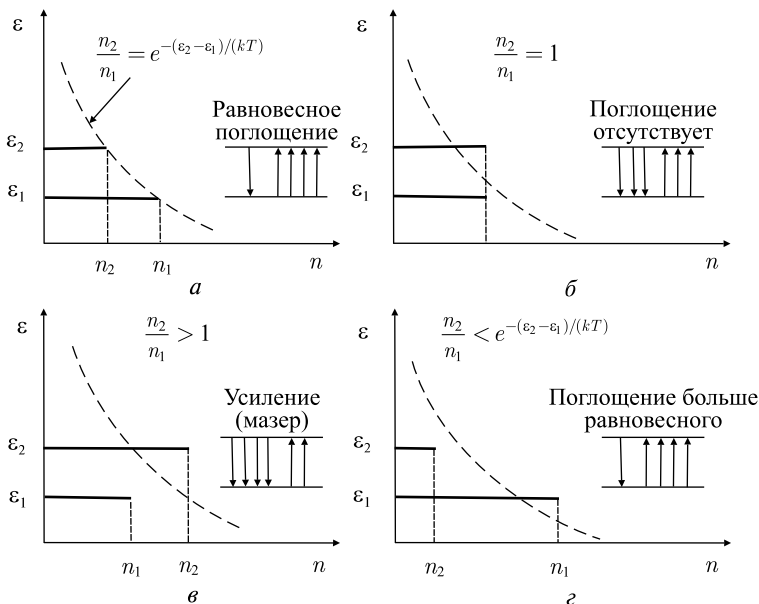 ε
n₂/n₁ = e^−(ε₂−ε₁)/(kT)
Равновесное
поглощение
ε₂
ε₁
n₂ n₁ n
а
n₂/n₁ = 1
Поглощение
отсутствует
ε₂
ε₁
n
б
ε
n₂/n₁ > 1
Усиление
(мазер)
ε₂
ε₁
n₁ n₂ n
в
ε
n₂/n₁ < e^−(ε₂−ε₁)/(kT)
Поглощение больше
равновесного
ε₂
ε₁
n₂ n₁ n
г